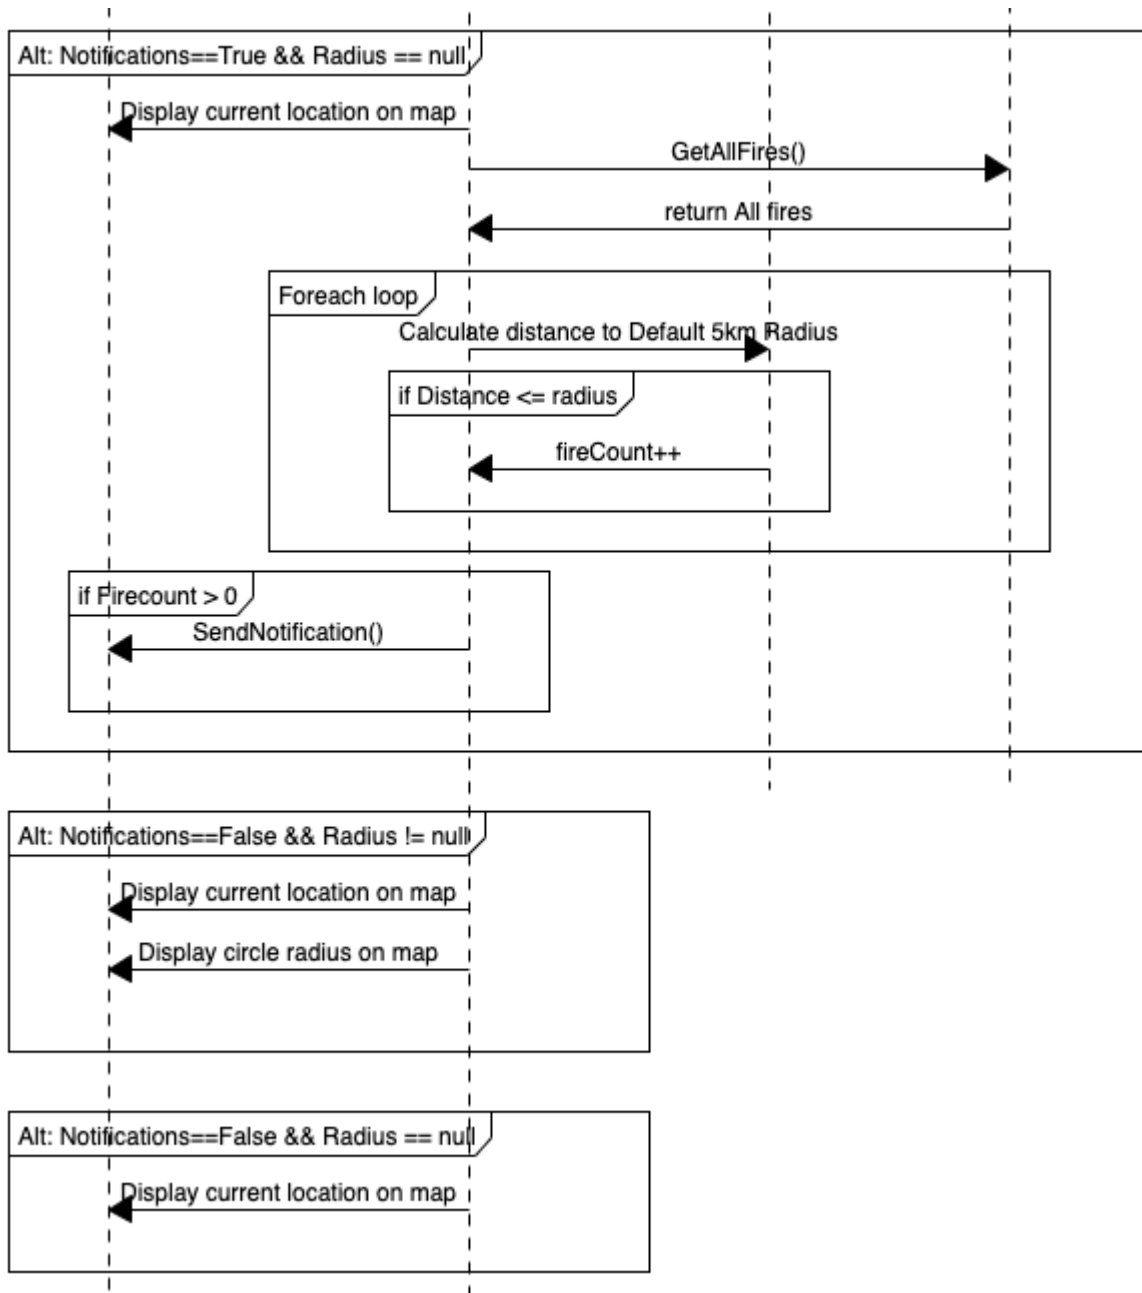 Alt: Notifications==True && Radius == null
Display current location on map
GetAllFires()
return All fires
Foreach loop
Calculate distance to Default 5km Radius
if Distance <= radius
fireCount++
if Firecount > 0
SendNotification()
Alt: Notifications==False && Radius != null
Display current location on map
Display circle radius on map
Alt: Notifications==False && Radius == null
Display current location on map